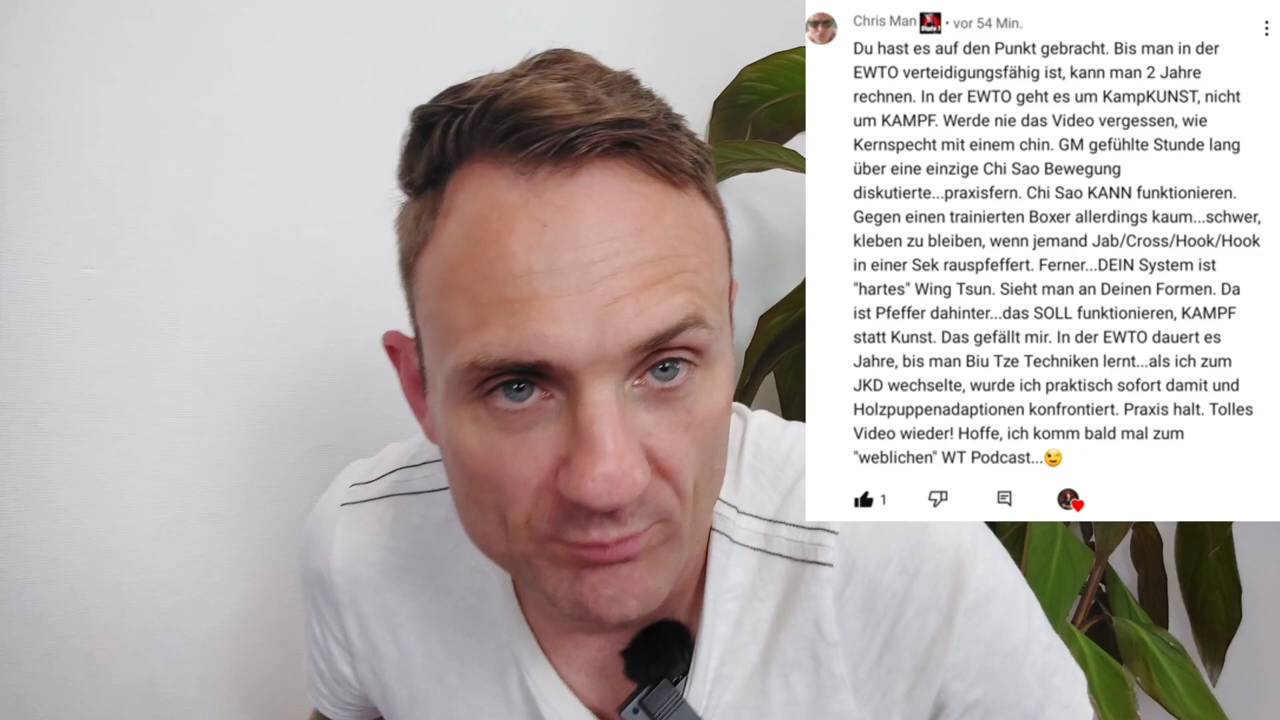 Chris Man • vor 54 Min.
Du hast es auf den Punkt gebracht. Bis man in der
EWTO verteidigungsfähig ist, kann man 2 Jahre
rechnen. In der EWTO geht es um KampKUNST, nicht
um KAMPF. Werde nie das Video vergessen, wie
Kernspecht mit einem chin. GM gefühlte Stunde lang
über eine einzige Chi Sao Bewegung
diskutierte...praxisfern. Chi Sao KANN funktionieren.
Gegen einen trainierten Boxer allerdings kaum...schwer,
kleben zu bleiben, wenn jemand Jab/Cross/Hook/Hook
in einer Sek rauspfeffert. Ferner...DEIN System ist
"hartes" Wing Tsun. Sieht man an Deinen Formen. Da
ist Pfeffer dahinter...das SOLL funktionieren, KAMPF
statt Kunst. Das gefällt mir. In der EWTO dauert es
Jahre, bis man Biu Tze Techniken lernt...als ich zum
JKD wechselte, wurde ich praktisch sofort damit und
Holzpuppenadaptionen konfrontiert. Praxis halt. Tolles
Video wieder! Hoffe, ich komm bald mal zum
"weblichen" WT Podcast...😉
1